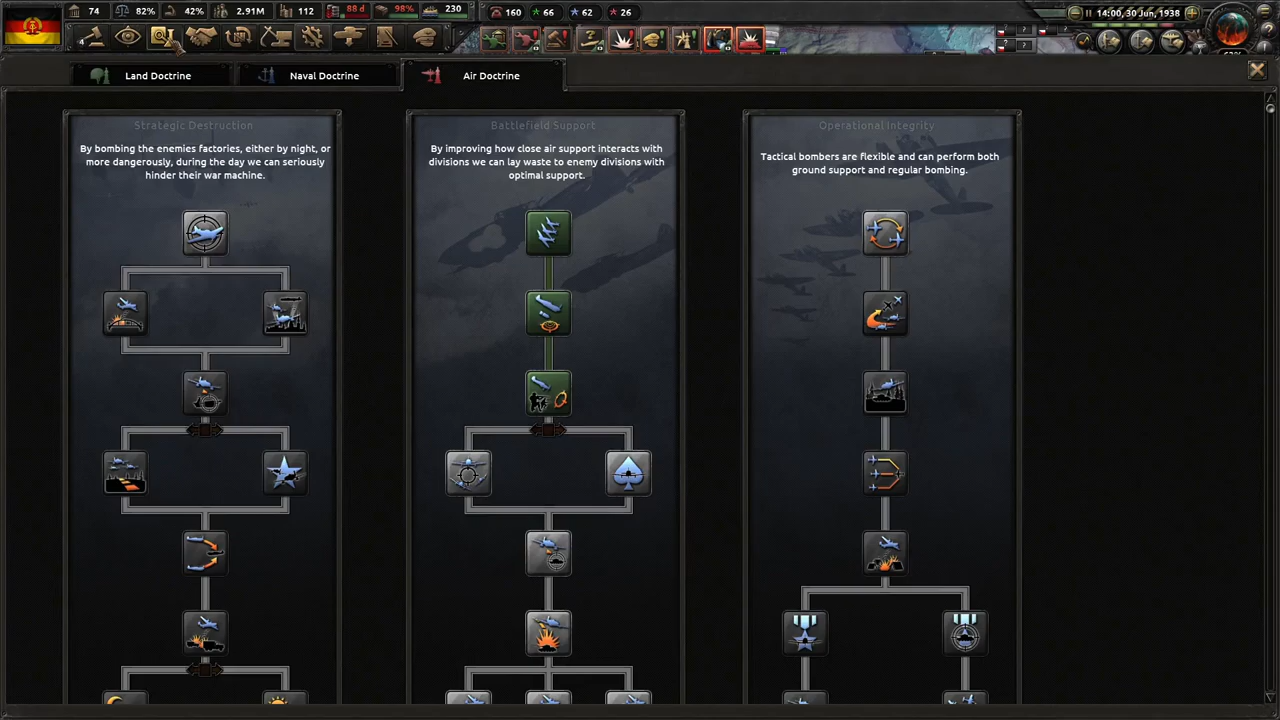 74 82% 42% 2.91M 112 88 d 98% 230 160 66 62 26 14:00, 30 Jun, 1938
4
Land Doctrine Naval Doctrine Air Doctrine
Strategic Destruction
By bombing the enemies factories, either by night, or
more dangerously, during the day we can seriously
hinder their war machine.
Battlefield Support
By improving how close air support interacts with
divisions we can lay waste to enemy divisions with
optimal support.
Operational Integrity
Tactical bombers are flexible and can perform both
ground support and regular bombing.